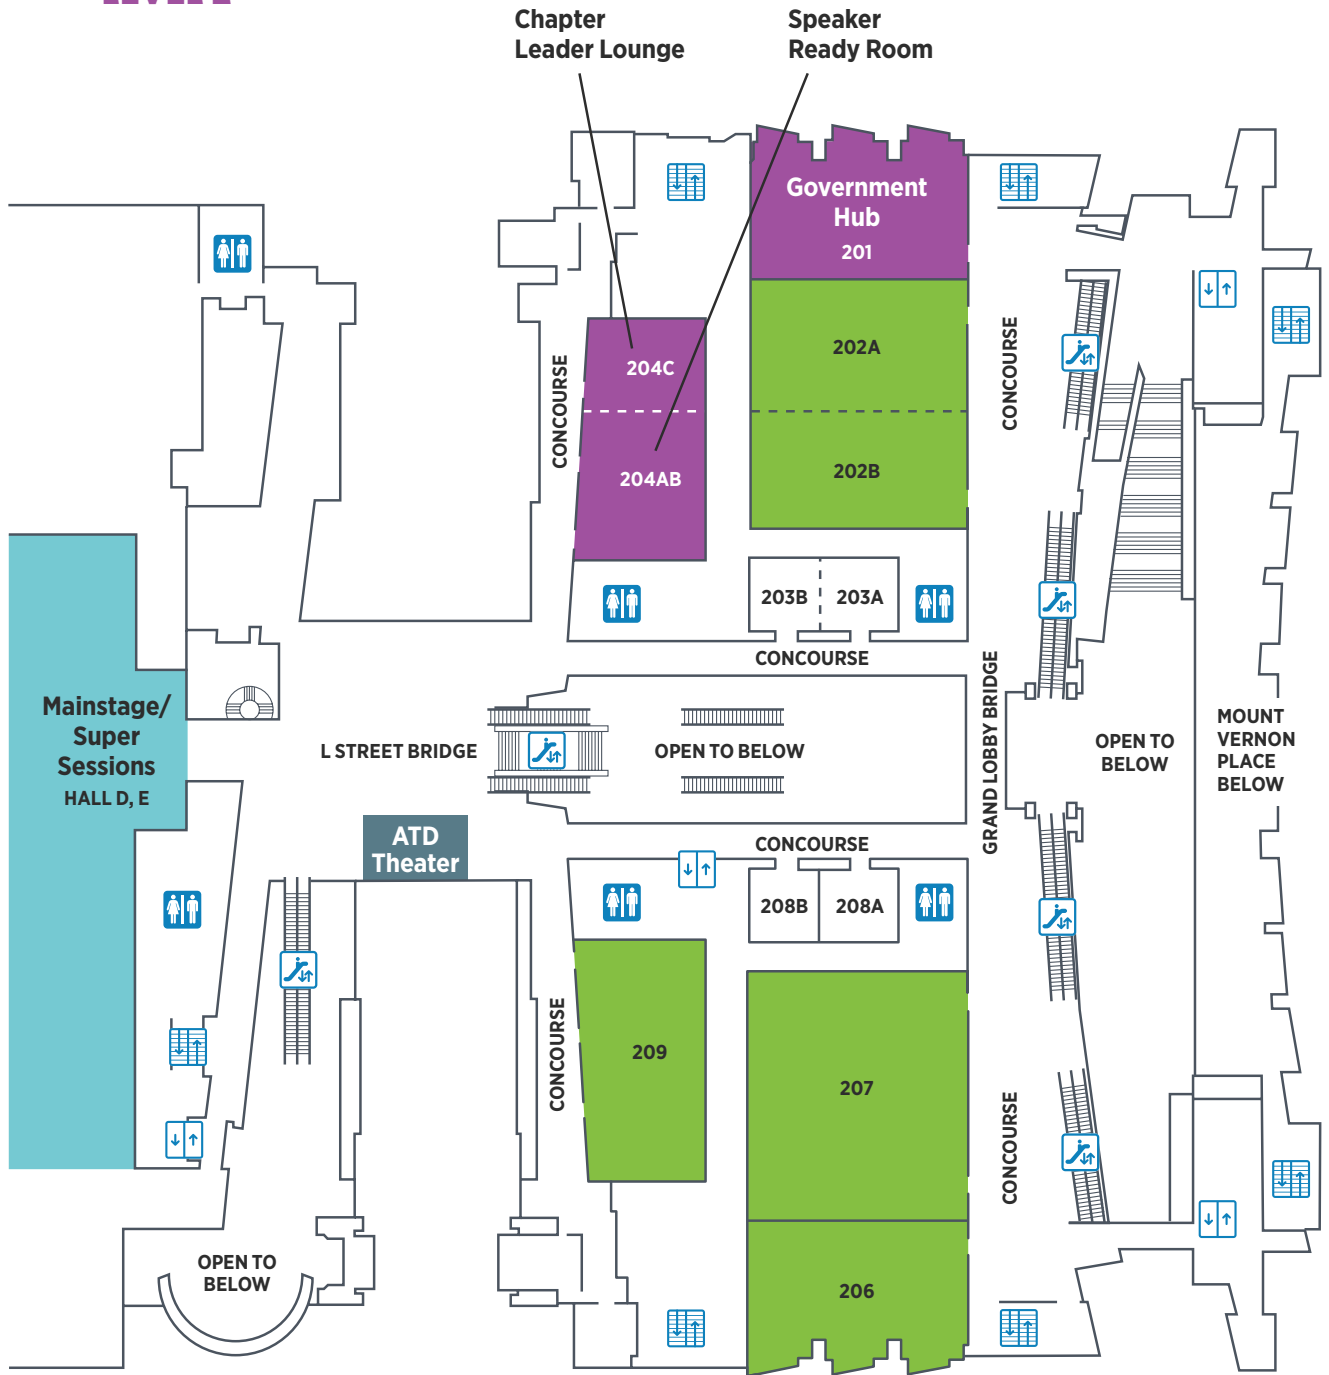 Chapter
Leader Lounge
Speaker
Ready Room
Government
Hub
201
202A
202B
204C
204AB
CONCOURSE
CONCOURSE
203B
203A
CONCOURSE
Mainstage/
Super
Sessions
HALL D, E
L STREET BRIDGE
OPEN TO BELOW
GRAND LOBBY BRIDGE
OPEN TO
BELOW
MOUNT
VERNON
PLACE
BELOW
ATD
Theater
CONCOURSE
208B
208A
CONCOURSE
209
207
CONCOURSE
206
OPEN TO
BELOW